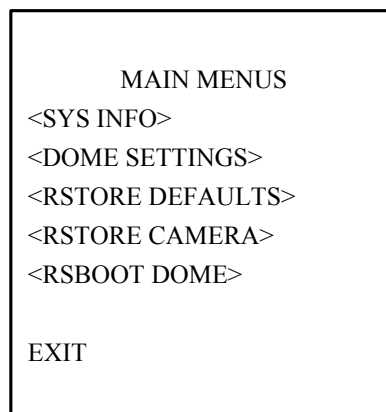 MAIN MENUS
<SYS INFO>
<DOME SETTINGS>
<RSTORE DEFAULTS>
<RSTORE CAMERA>
<RSBOOT DOME>
EXIT